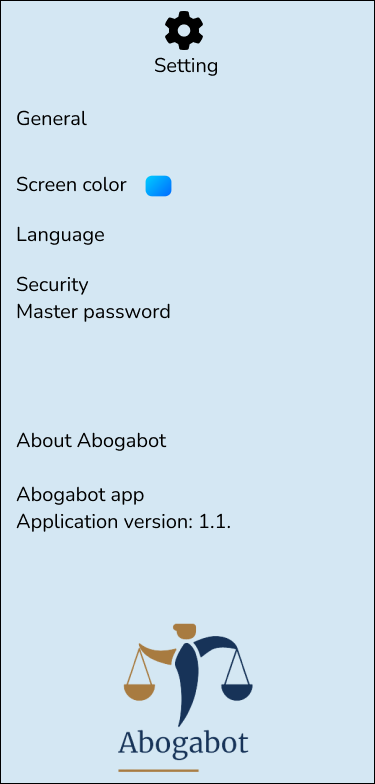 Setting
General
Screen color
Language
Security
Master password
About Abogabot
Abogabot app
Application version: 1.1.
Abogabot